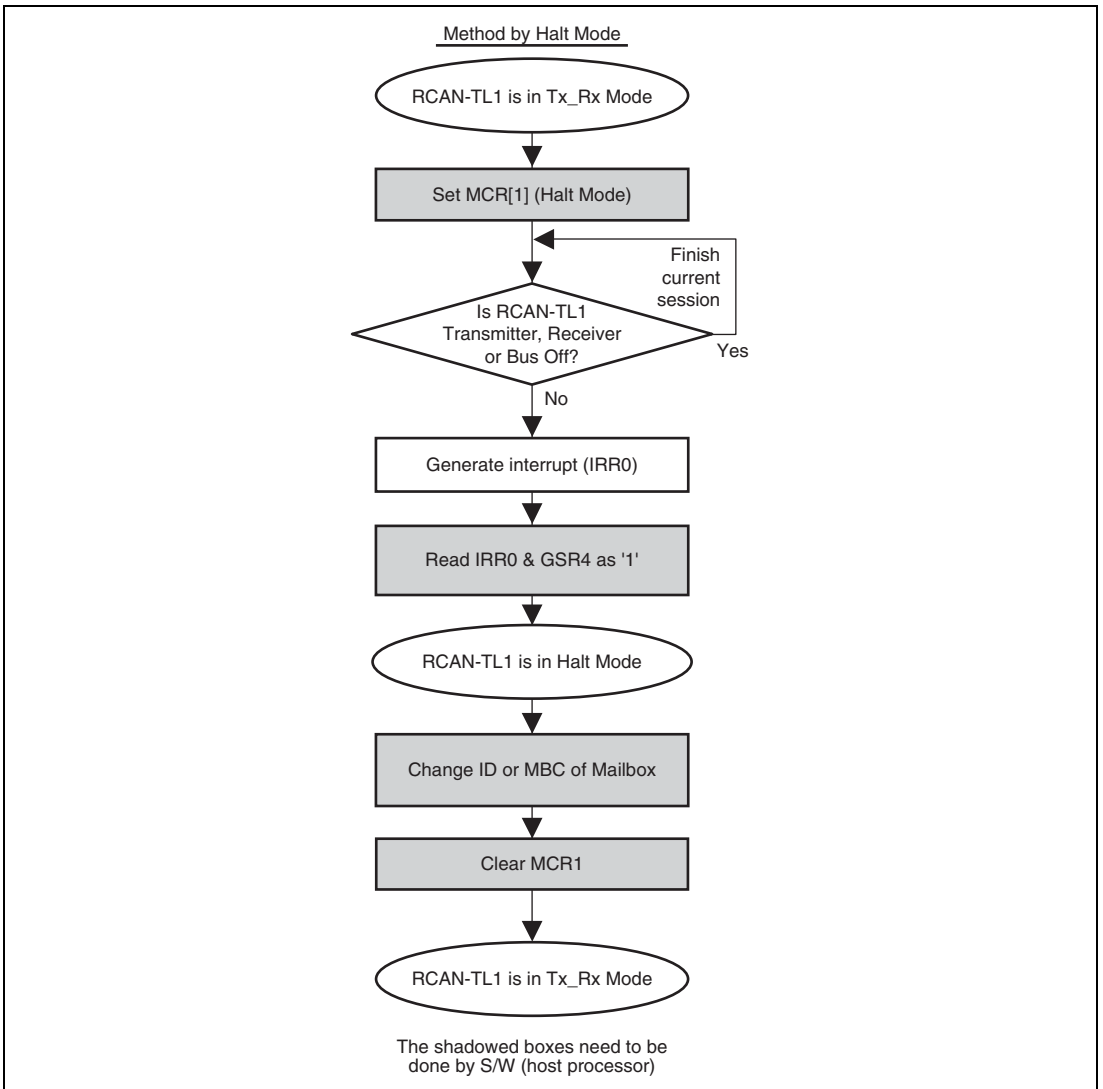 Method by Halt Mode
RCAN-TL1 is in Tx_Rx Mode
Set MCR[1] (Halt Mode)
Finish
current
session
Is RCAN-TL1
Transmitter, Receiver
or Bus Off?
Yes
No
Generate interrupt (IRR0)
Read IRR0 & GSR4 as '1'
RCAN-TL1 is in Halt Mode
Change ID or MBC of Mailbox
Clear MCR1
RCAN-TL1 is in Tx_Rx Mode
The shadowed boxes need to be
done by S/W (host processor)